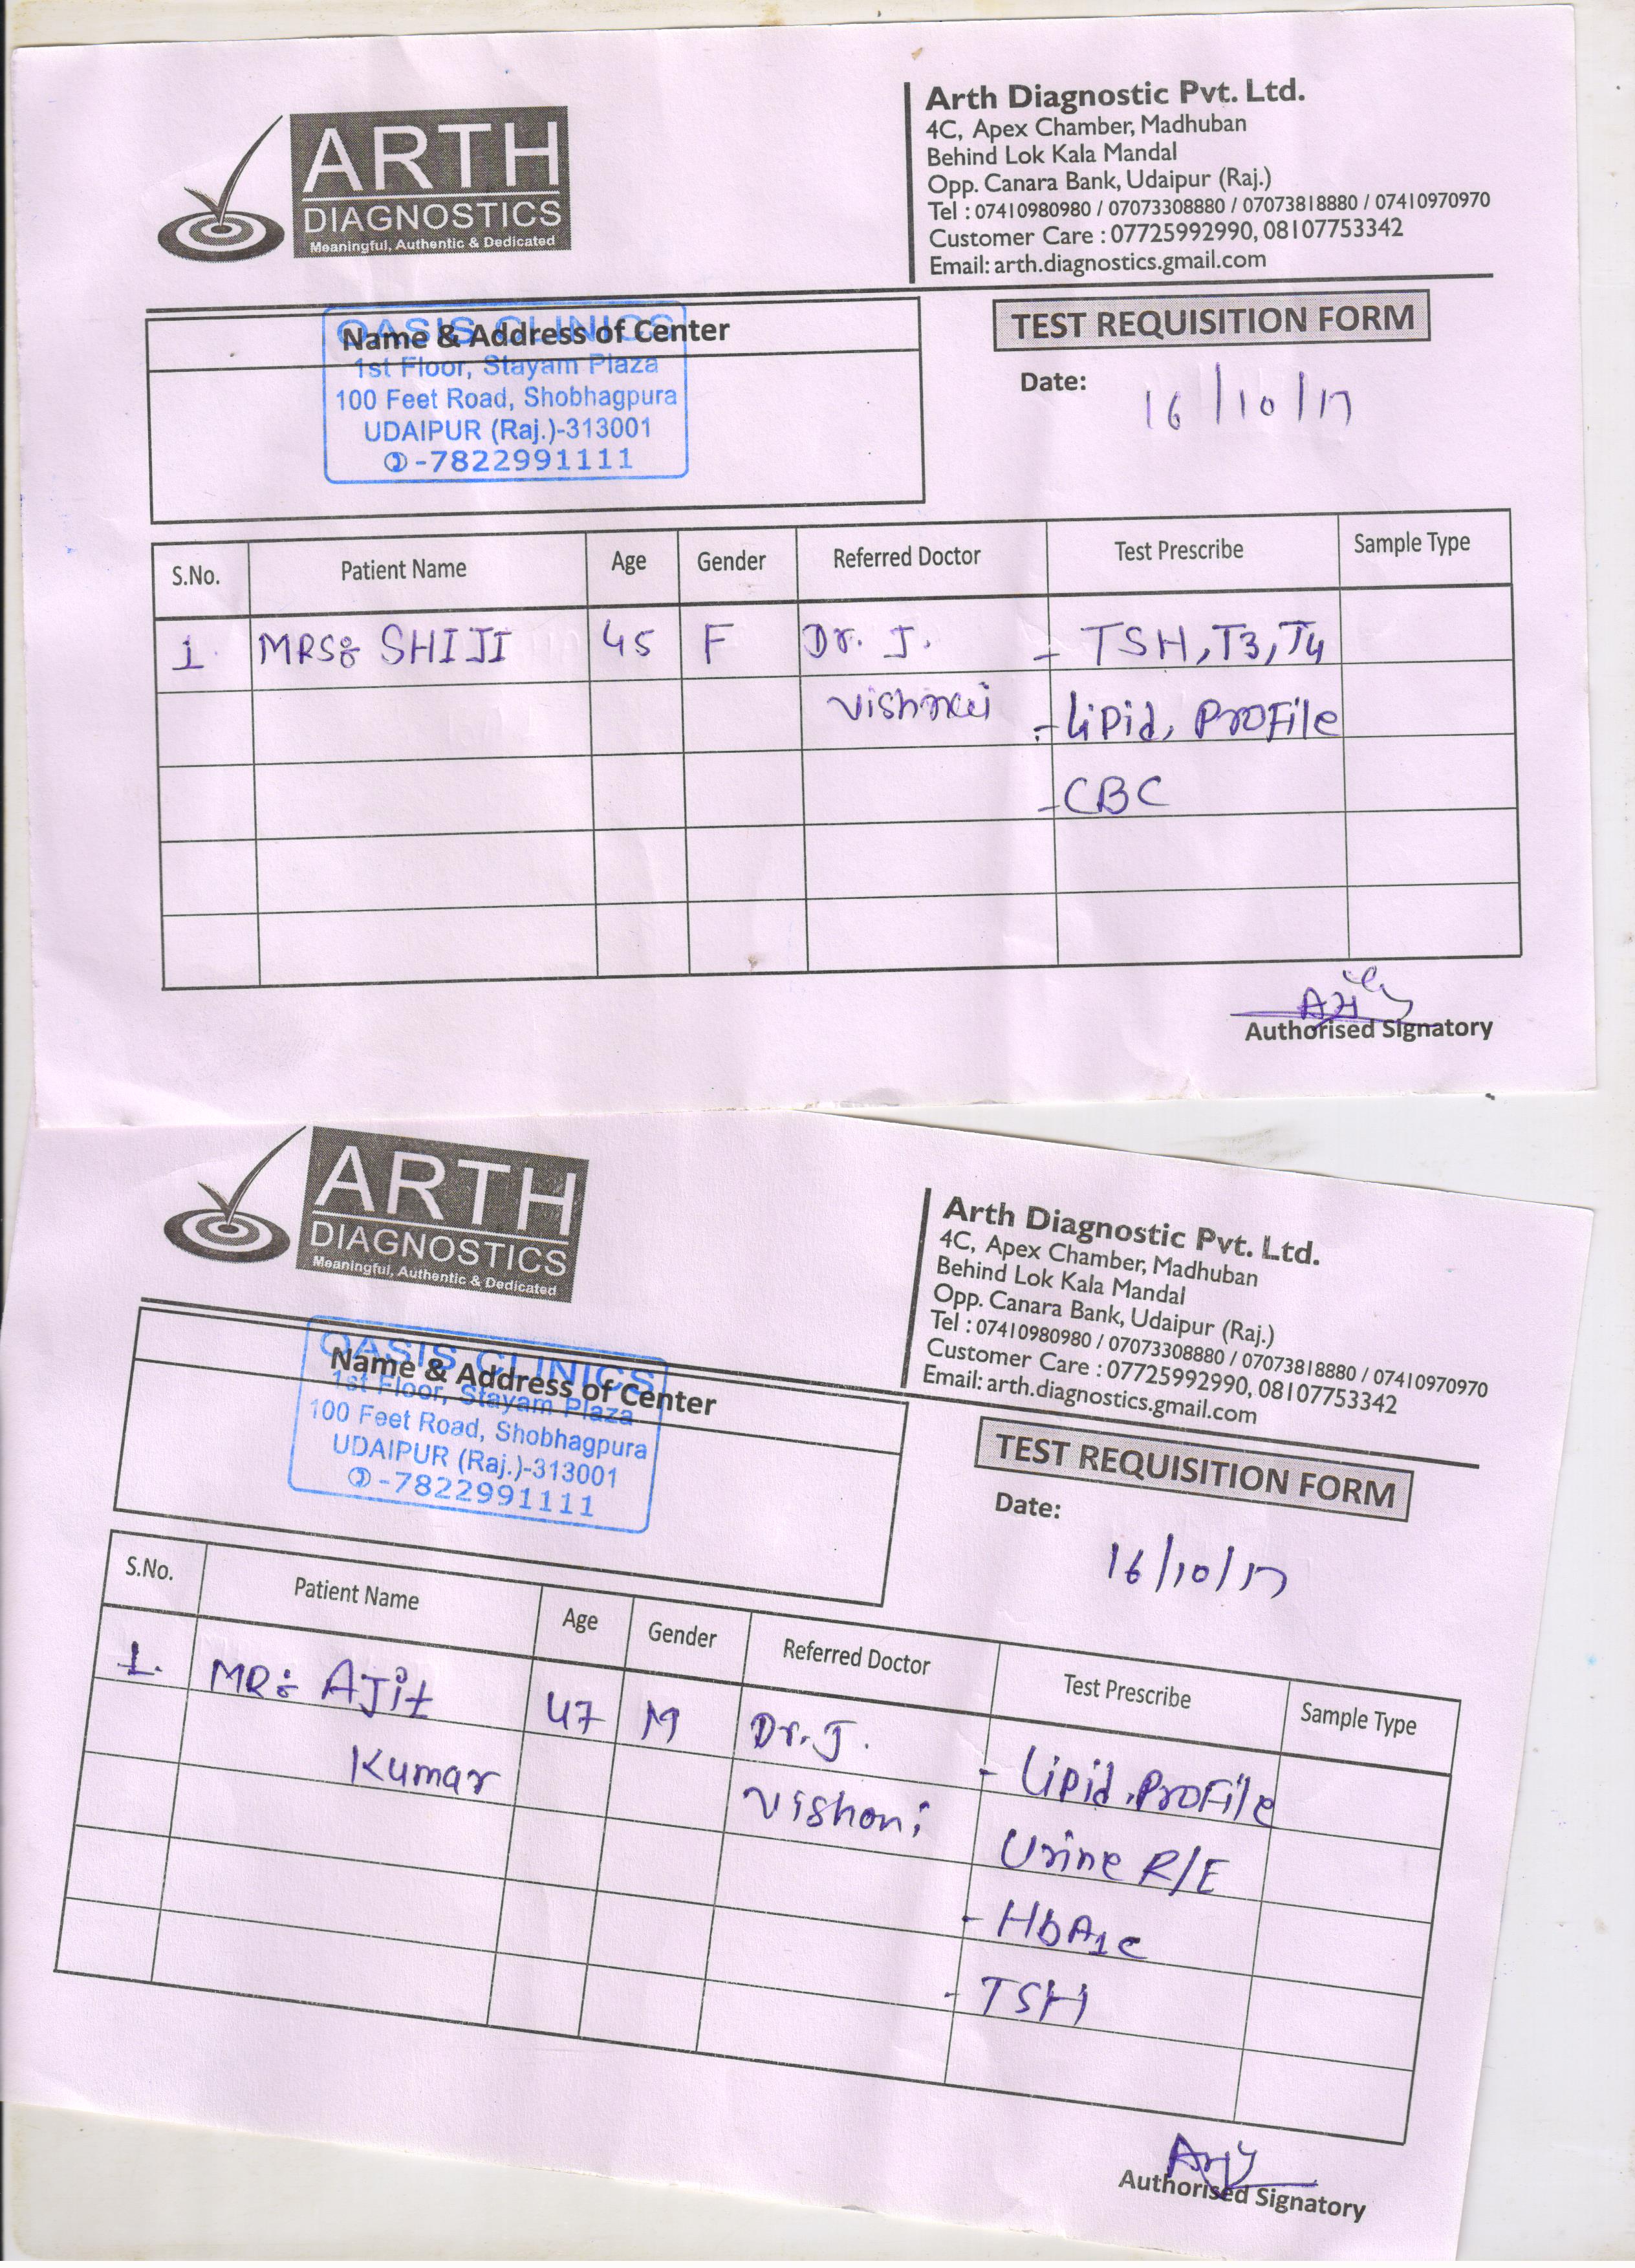 ARTH
DIAGNOSTICS
Meaningful, Authentic & Dedicated
Arth Diagnostic Pvt. Ltd.
4C, Apex Chamber, Madhuban
Behind Lok Kala Mandal
Opp. Canara Bank, Udaipur (Raj.)
Tel : 07410980980 / 07073308880 / 07073818880 / 07410970970
Customer Care : 07725992990, 08107753342
Email: arth.diagnostics.gmail.com
OASIS CLINICS
Name & Address of Center
1st Floor, Stayam Plaza
100 Feet Road, Shobhagpura
UDAIPUR (Raj.)-313001
-7822991111
TEST REQUISITION FORM
Date: 16/10/17
S.No. Patient Name Age Gender Referred Doctor Test Prescribe Sample Type
1. MRS: SHIJI 45 F Dr. J. - TSH, T3, T4
- Lipid, Profile
- CBC
Authorised Signatory
ARTH
DIAGNOSTICS
Meaningful, Authentic & Dedicated
Arth Diagnostic Pvt. Ltd.
4C, Apex Chamber, Madhuban
Behind Lok Kala Mandal
Opp. Canara Bank, Udaipur (Raj.)
Tel : 07410980980 / 07073308880 / 07073818880 / 07410970970
Customer Care : 07725992990, 08107753342
Email: arth.diagnostics.gmail.com
OASIS CLINICS
Name & Address of Center
1st Floor, Stayam Plaza
100 Feet Road, Shobhagpura
UDAIPUR (Raj.)-313001
-7822991111
TEST REQUISITION FORM
Date: 16/10/17
S.No. Patient Name Age Gender Referred Doctor Test Prescribe Sample Type
1. MR: AJit 47 M Dr. J. - Lipid. Profile
Kumar Vishoni Urine R/E
- HbA1c
- TSH
Authorised Signatory